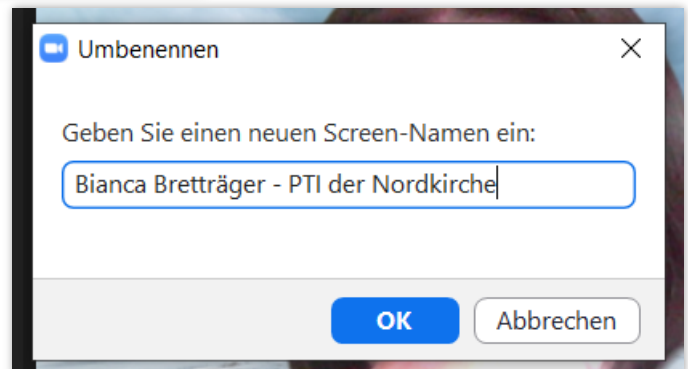 Umbenennen
Geben Sie einen neuen Screen-Namen ein:
Bianca Bretträger - PTI der Nordkirche
OK
Abbrechen